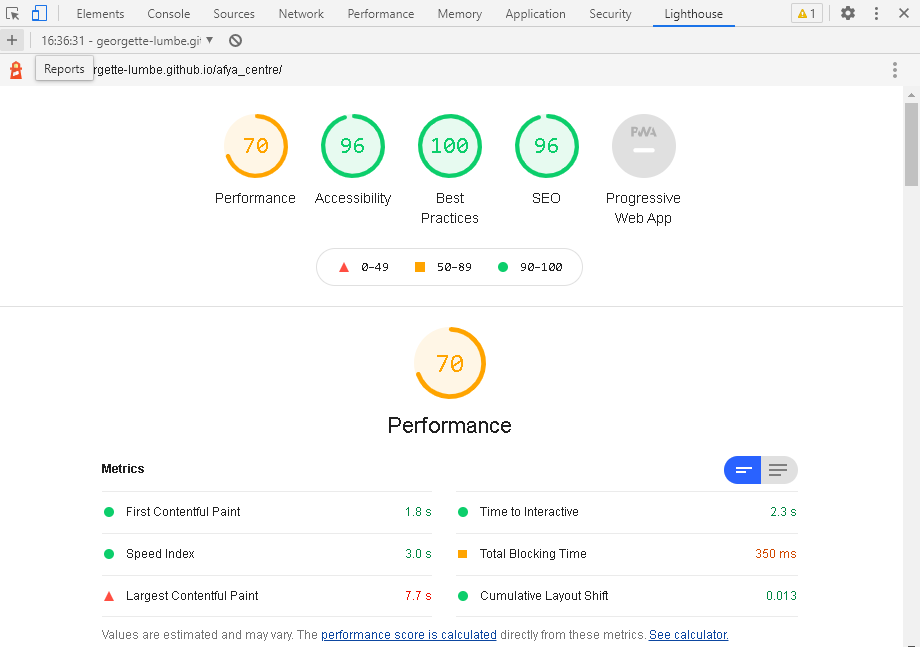 Elements Console Sources Network Performance Memory Application Security Lighthouse 1
16:36:31 - georgette-lumbe.git
Reports rgette-lumbe.github.io/afya_centre/
70 96 100 96 PWA
Performance Accessibility Best Practices SEO Progressive Web App
0–49 50–89 90–100
70
Performance
Metrics
First Contentful Paint 1.8 s Time to Interactive 2.3 s
Speed Index 3.0 s Total Blocking Time 350 ms
Largest Contentful Paint 7.7 s Cumulative Layout Shift 0.013
Values are estimated and may vary. The performance score is calculated directly from these metrics. See calculator.